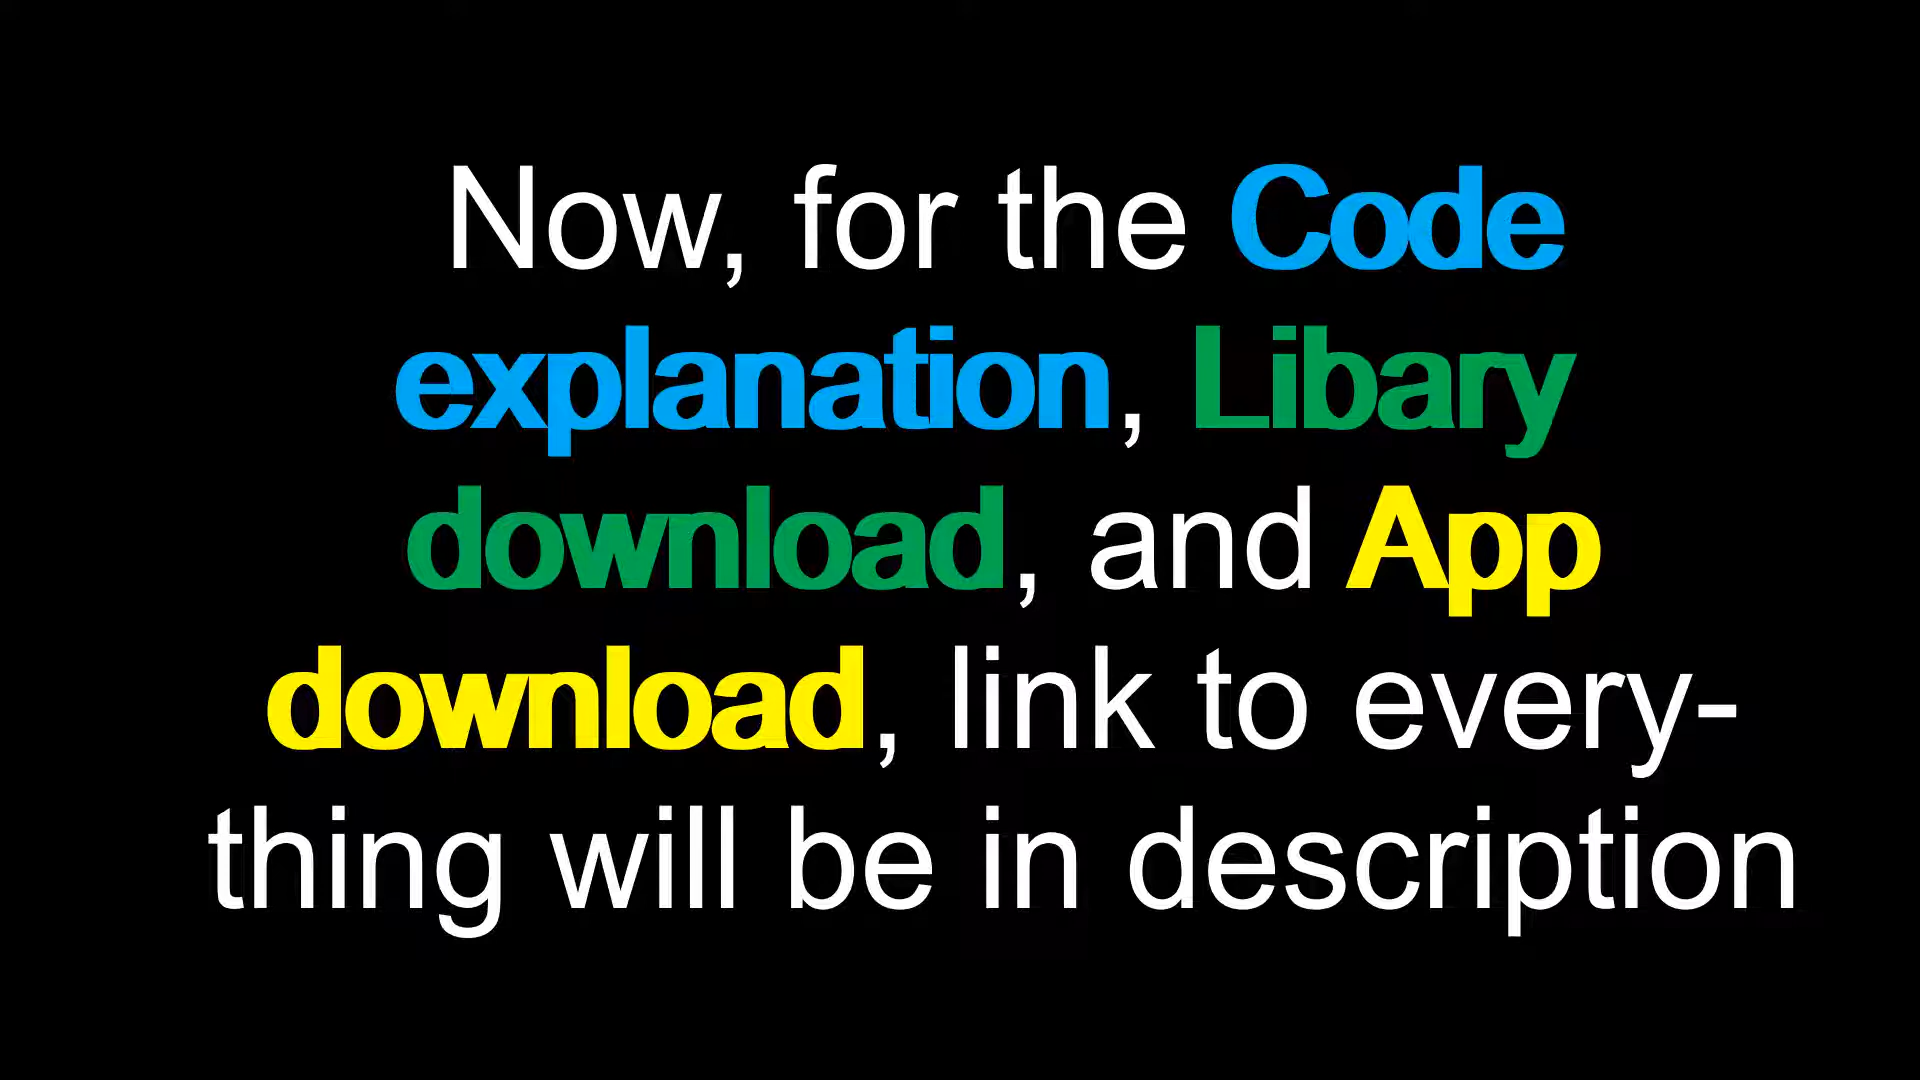 Now, for the Code
explanation, Libary
download, and App
download, link to every-
thing will be in description